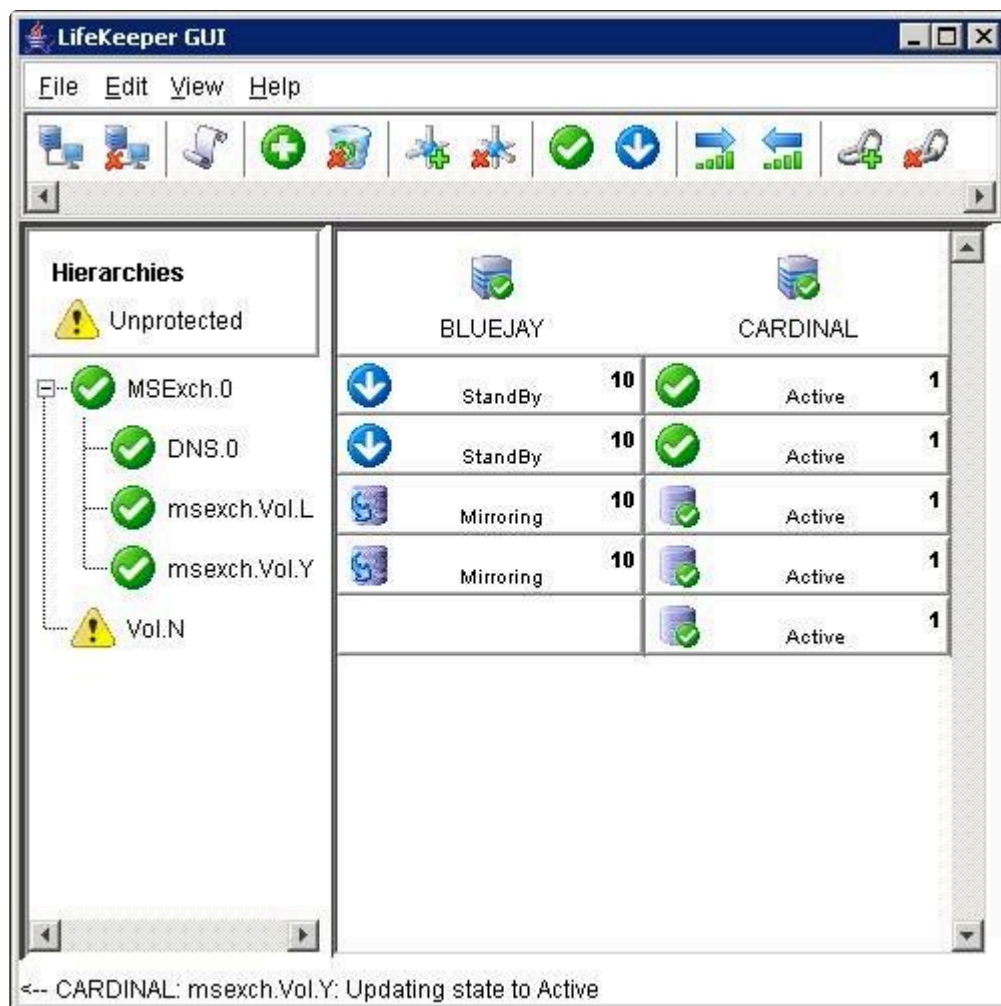 LifeKeeper GUI
File Edit View Help
Hierarchies
Unprotected
BLUEJAY
CARDINAL
MSExch.0
StandBy 10
Active 1
DNS.0
StandBy 10
Active 1
msexch.Vol.L
Mirroring 10
Active 1
msexch.Vol.Y
Mirroring 10
Active 1
Vol.N
Active 1
<-- CARDINAL: msexch.Vol.Y: Updating state to Active